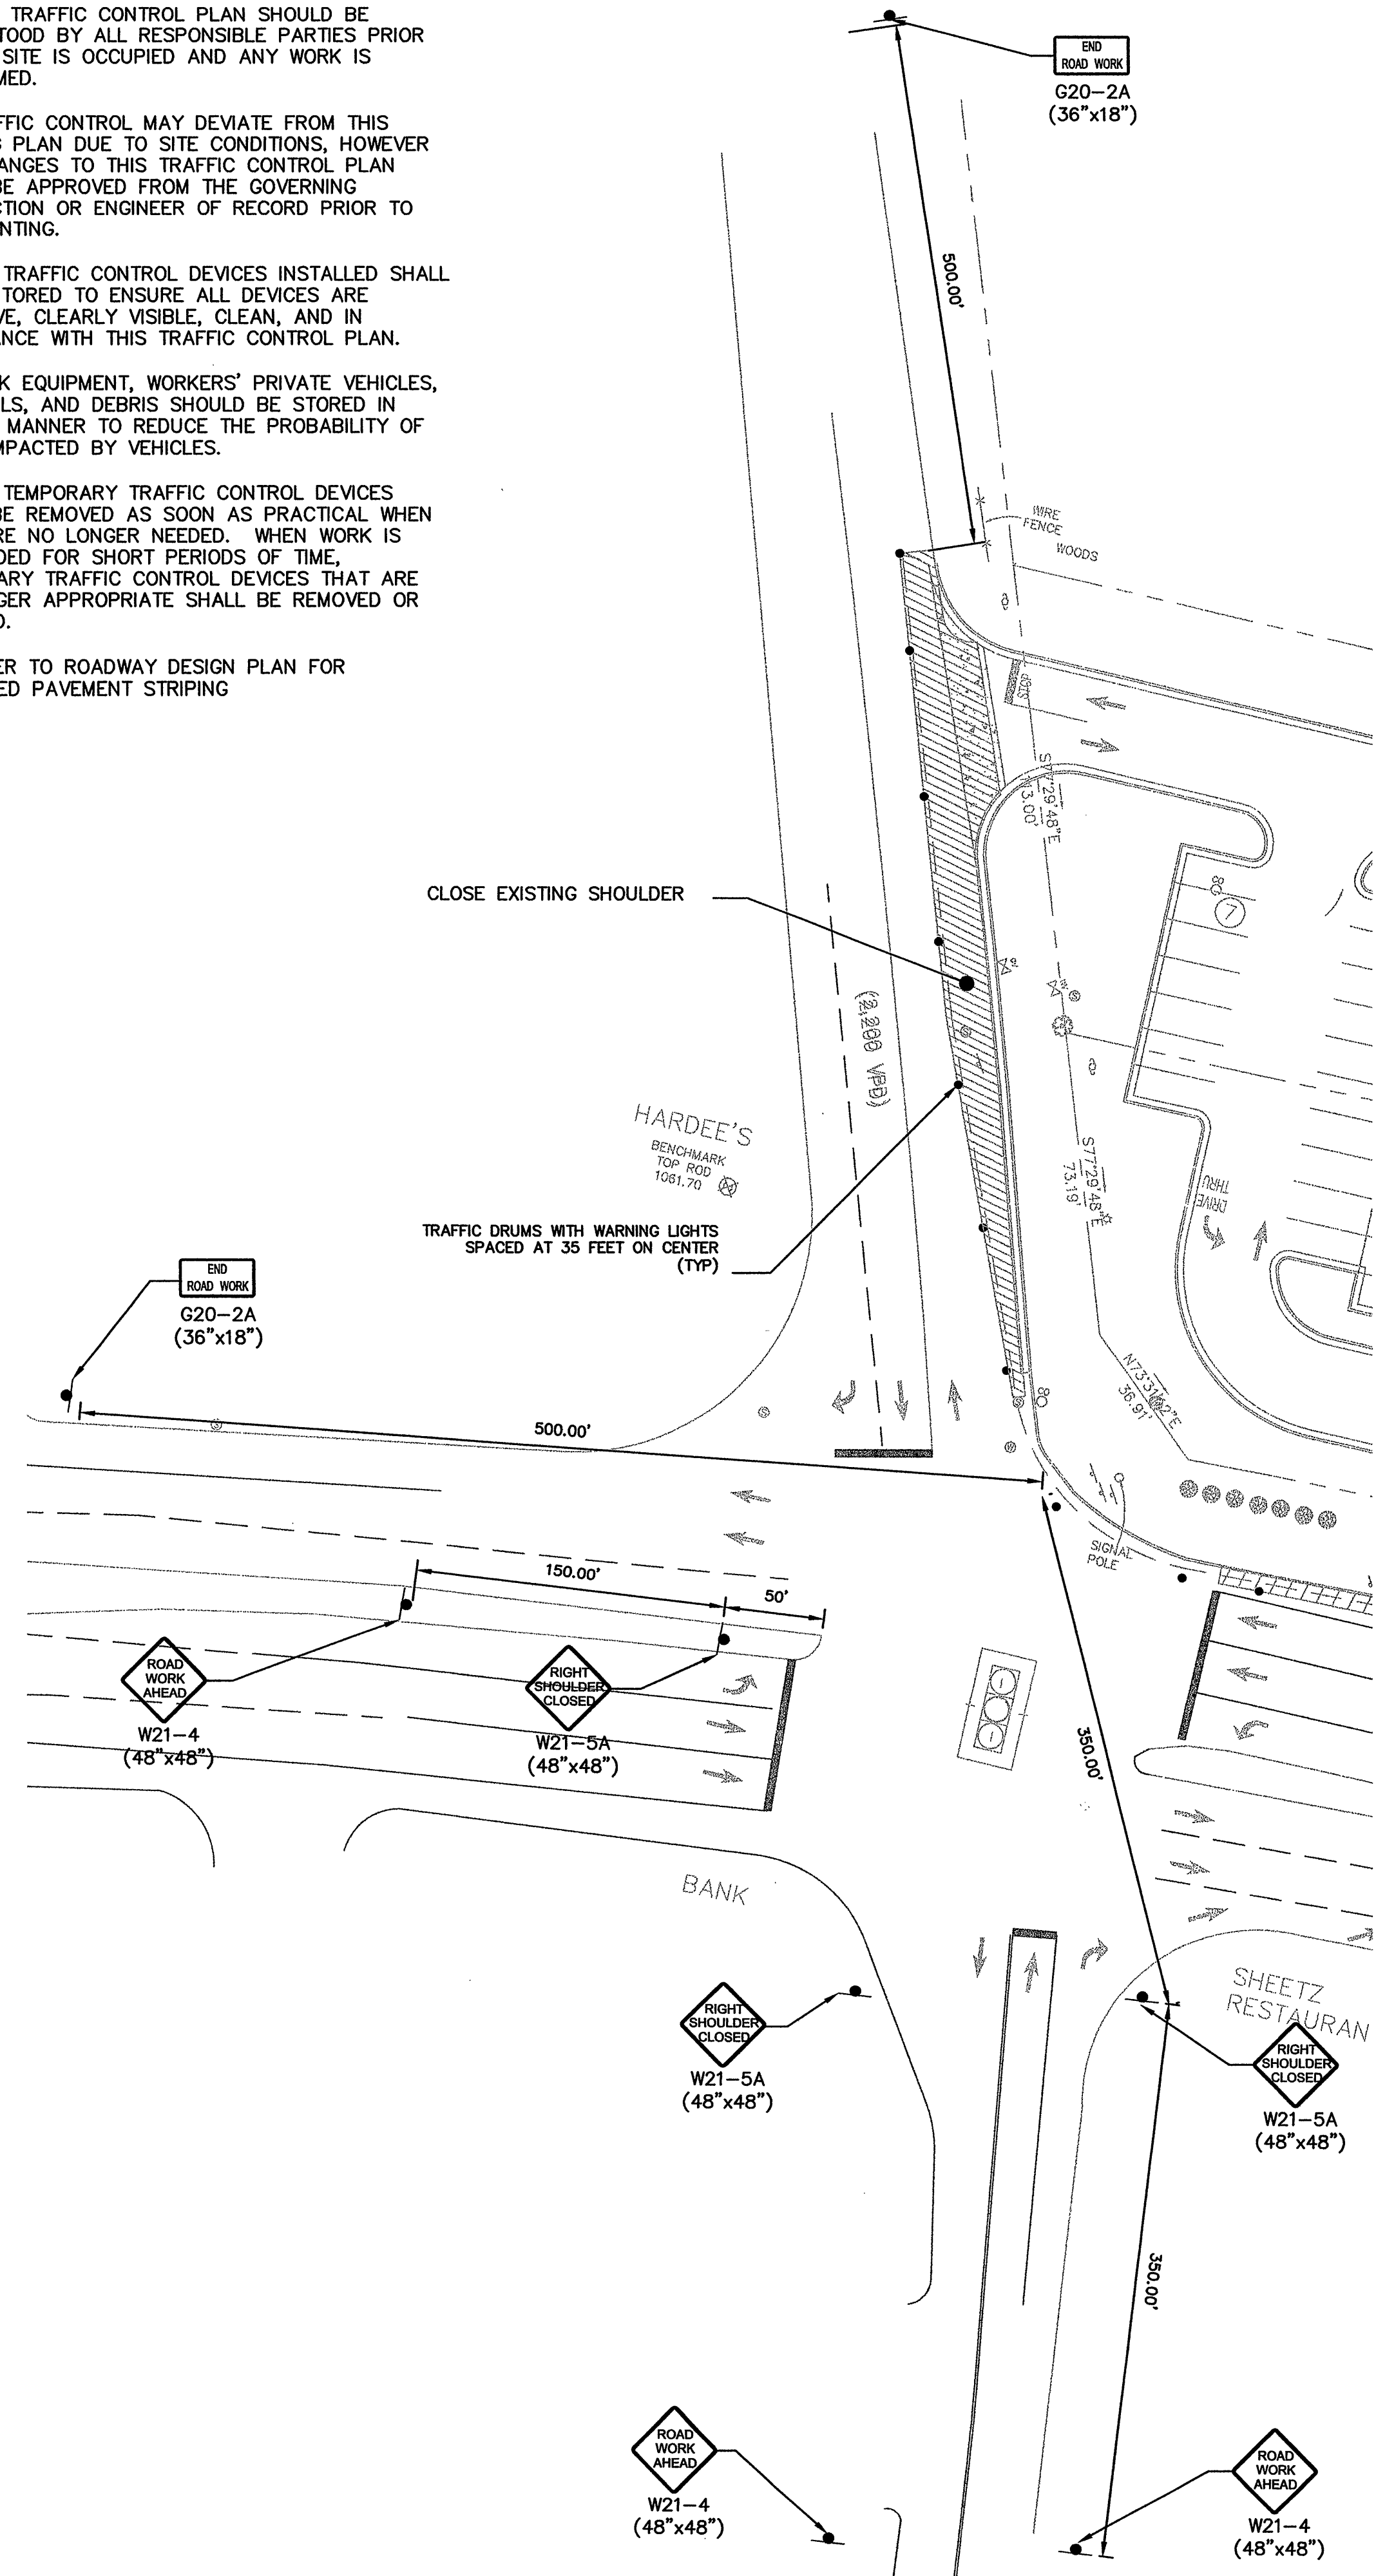 TRAFFIC CONTROL PLAN SHOULD BE
TOOD BY ALL RESPONSIBLE PARTIES PRIOR
SITE IS OCCUPIED AND ANY WORK IS
MED.
FFIC CONTROL MAY DEVIATE FROM THIS
PLAN DUE TO SITE CONDITIONS, HOWEVER
ANGES TO THIS TRAFFIC CONTROL PLAN
BE APPROVED FROM THE GOVERNING
CTION OR ENGINEER OF RECORD PRIOR TO
NTING.
TRAFFIC CONTROL DEVICES INSTALLED SHALL
TORED TO ENSURE ALL DEVICES ARE
VE, CLEARLY VISIBLE, CLEAN, AND IN
ANCE WITH THIS TRAFFIC CONTROL PLAN.
K EQUIPMENT, WORKERS' PRIVATE VEHICLES,
LS, AND DEBRIS SHOULD BE STORED IN
MANNER TO REDUCE THE PROBABILITY OF
MPACTED BY VEHICLES.
TEMPORARY TRAFFIC CONTROL DEVICES
BE REMOVED AS SOON AS PRACTICAL WHEN
RE NO LONGER NEEDED. WHEN WORK IS
DED FOR SHORT PERIODS OF TIME,
ARY TRAFFIC CONTROL DEVICES THAT ARE
GER APPROPRIATE SHALL BE REMOVED OR
D.
ER TO ROADWAY DESIGN PLAN FOR
ED PAVEMENT STRIPING
END
ROAD WORK
G20-2A
(36"x18")
500.00'
WIRE
FENCE
WOODS
STOP
S77°29'48"E
CLOSE EXISTING SHOULDER
7
HARDEE'S
BENCHMARK
TOP ROD
1061.70
S77°29'48"E
73.19'
DRIVE
THRU
TRAFFIC DRUMS WITH WARNING LIGHTS
SPACED AT 35 FEET ON CENTER
(TYP)
END
ROAD WORK
G20-2A
(36"x18")
36.91'
500.00'
SIGNAL
POLE
150.00'
50'
ROAD
WORK
AHEAD
W21-4
(48"x48")
RIGHT
SHOULDER
CLOSED
W21-5A
(48"x48")
350.00'
BANK
SHEETZ
RESTAURAN
RIGHT
SHOULDER
CLOSED
W21-5A
(48"x48")
RIGHT
SHOULDER
CLOSED
W21-5A
(48"x48")
350.00'
ROAD
WORK
AHEAD
W21-4
(48"x48")
ROAD
WORK
AHEAD
W21-4
(48"x48")